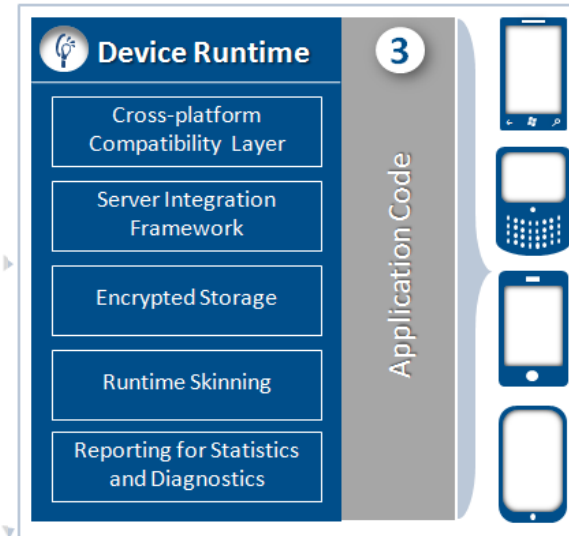 Device Runtime
3
Cross-platform
Compatibility Layer
Server Integration
Framework
Encrypted Storage
Runtime Skinning
Reporting for Statistics
and Diagnostics
Application Code